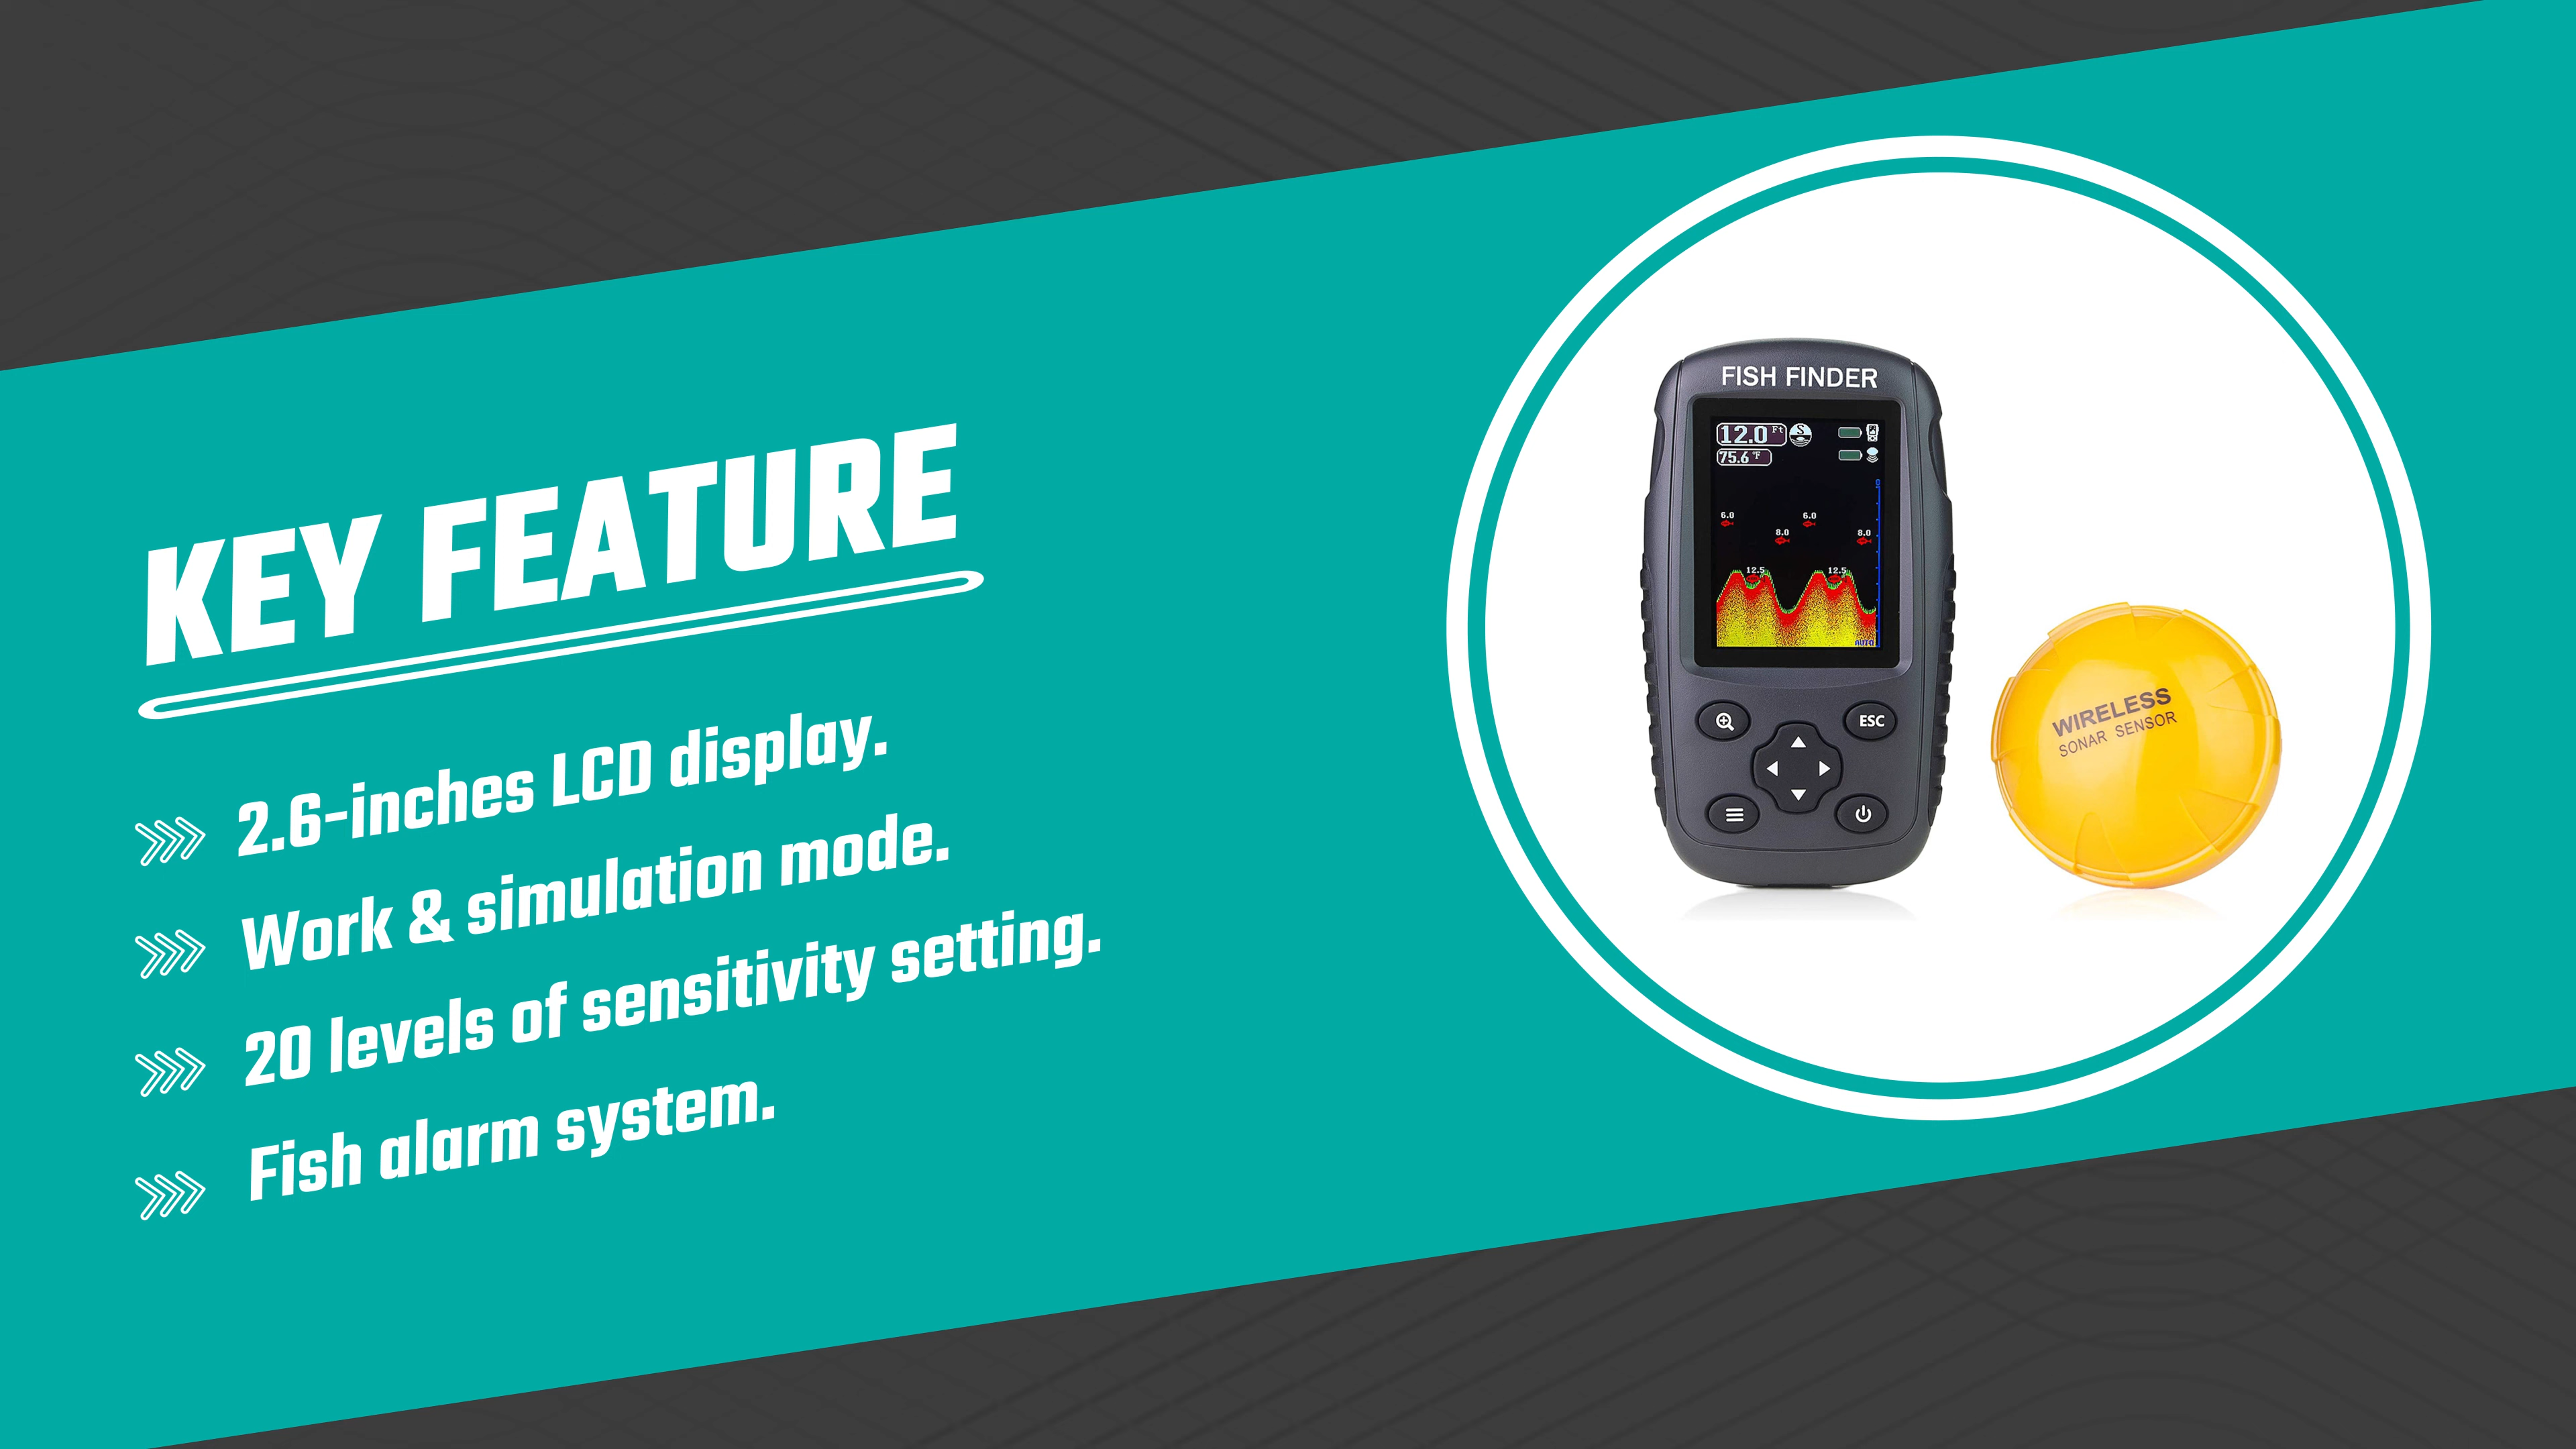 KEY FEATURE
2.6-inches LCD display.
Work & simulation mode.
20 levels of sensitivity setting.
Fish alarm system.
FISH FINDER
12.0 Ft S
75.6 °F
6.0 6.0
8.0 8.0
12.5 12.5
AUTO
ESC
WIRELESS
SONAR SENSOR